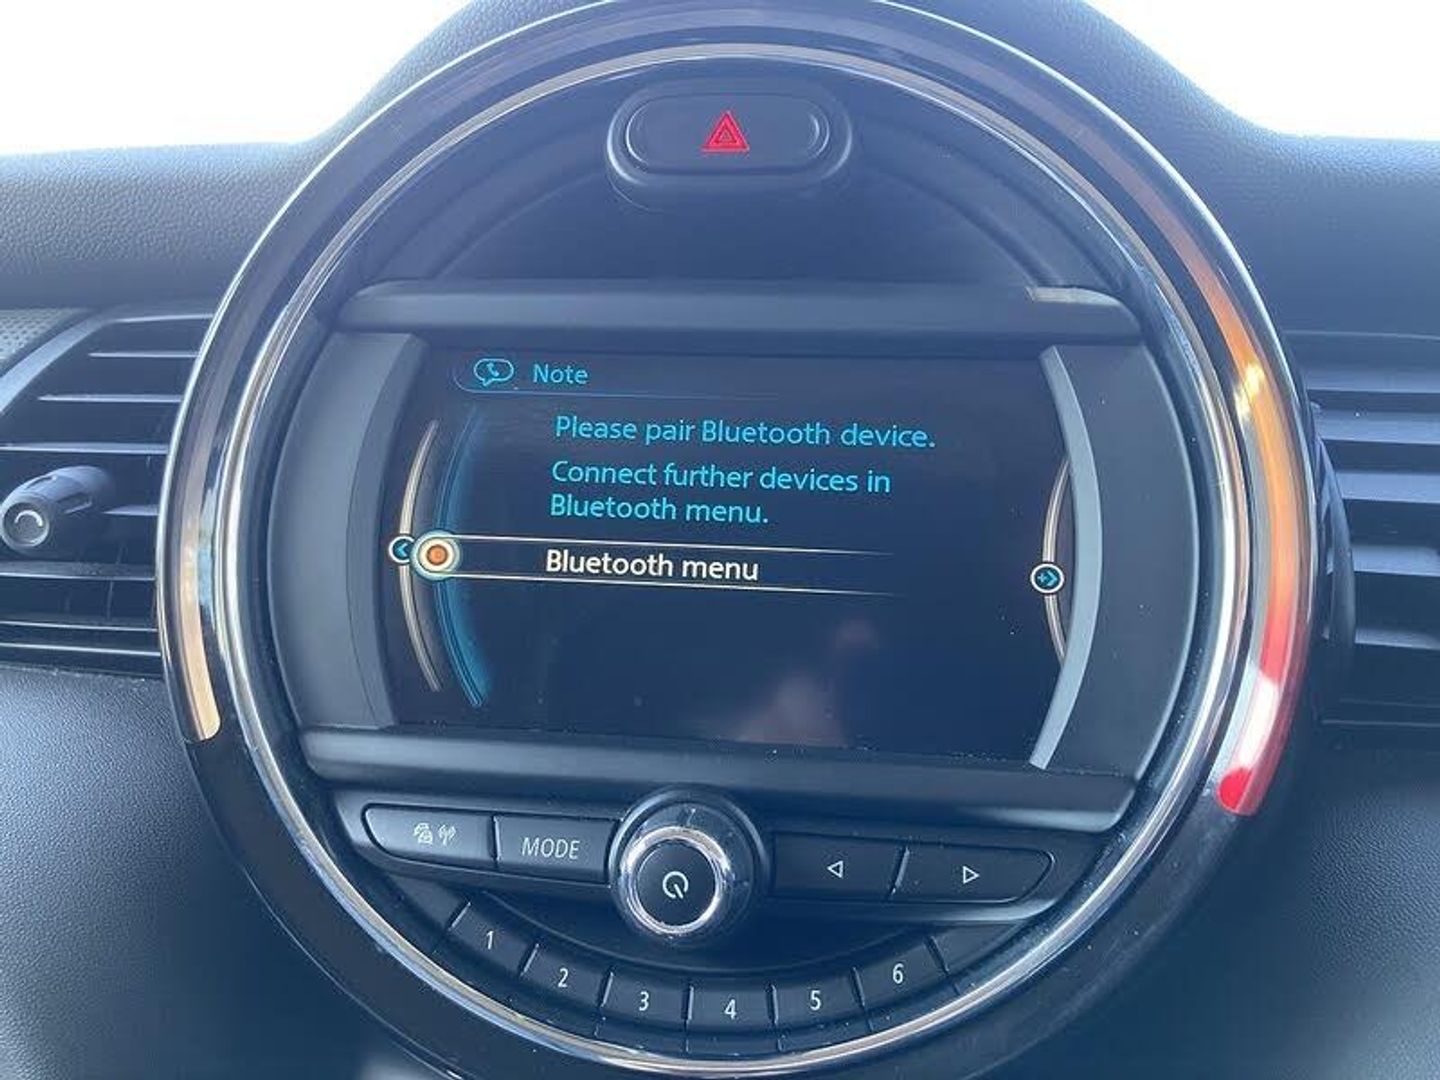 Note
Please pair Bluetooth device.
Connect further devices in
Bluetooth menu.
Bluetooth menu
MODE
1
2
3
4
5
6